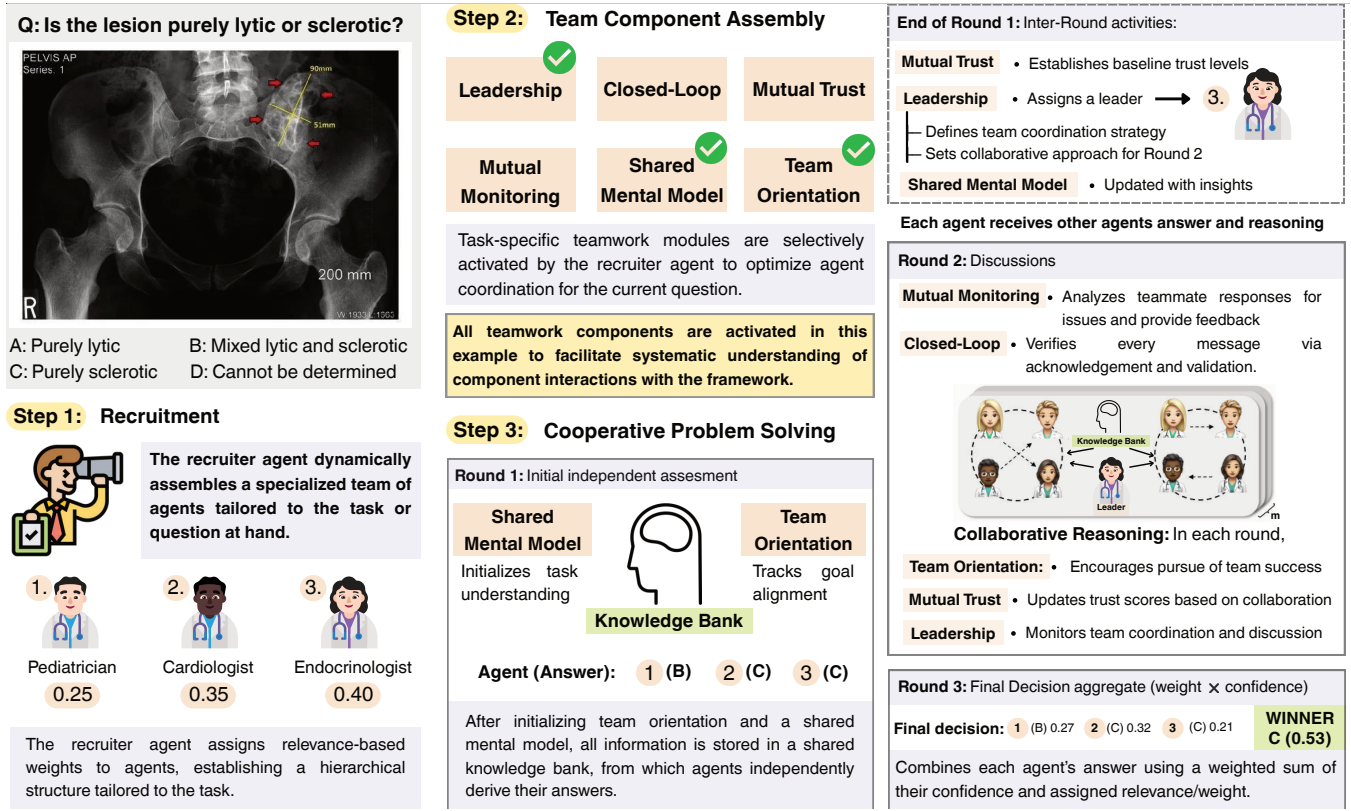 Q: Is the lesion purely lytic or sclerotic?
PELVIS AP
Series. 1
90mm
51mm
200 mm
R
A: Purely lytic
B: Mixed lytic and sclerotic
C: Purely sclerotic
D: Cannot be determined
Step 1: Recruitment
The recruiter agent dynamically
assembles a specialized team of
agents tailored to the task or
question at hand.
1.
2.
3.
Pediatrician
Cardiologist
Endocrinologist
0.25
0.35
0.40
The recruiter agent assigns relevance-based
weights to agents, establishing a hierarchical
structure tailored to the task.
Step 2: Team Component Assembly
Leadership
Closed-Loop
Mutual Trust
Mutual
Monitoring
Shared
Mental Model
Team
Orientation
Task-specific teamwork modules are selectively
activated by the recruiter agent to optimize agent
coordination for the current question.
All teamwork components are activated in this
example to facilitate systematic understanding of
component interactions with the framework.
Step 3: Cooperative Problem Solving
Round 1: Initial independent assesment
Shared
Mental Model
Initializes task
understanding
Team
Orientation
Tracks goal
alignment
Knowledge Bank
Agent (Answer): 1 (B) 2 (C) 3 (C)
After initializing team orientation and a shared
mental model, all information is stored in a shared
knowledge bank, from which agents independently
derive their answers.
End of Round 1: Inter-Round activities:
Mutual Trust • Establishes baseline trust levels
Leadership • Assigns a leader 3.
Defines team coordination strategy
Sets collaborative approach for Round 2
Shared Mental Model • Updated with insights
Each agent receives other agents answer and reasoning
Round 2: Discussions
Mutual Monitoring • Analyzes teammate responses for
issues and provide feedback
Closed-Loop • Verifies every message via
acknowledgement and validation.
Knowledge Bank
Leader
m
Collaborative Reasoning: In each round,
Team Orientation: • Encourages pursue of team success
Mutual Trust • Updates trust scores based on collaboration
Leadership • Monitors team coordination and discussion
Round 3: Final Decision aggregate (weight × confidence)
Final decision: 1 (B) 0.27 2 (C) 0.32 3 (C) 0.21
WINNER
C (0.53)
Combines each agent's answer using a weighted sum of
their confidence and assigned relevance/weight.